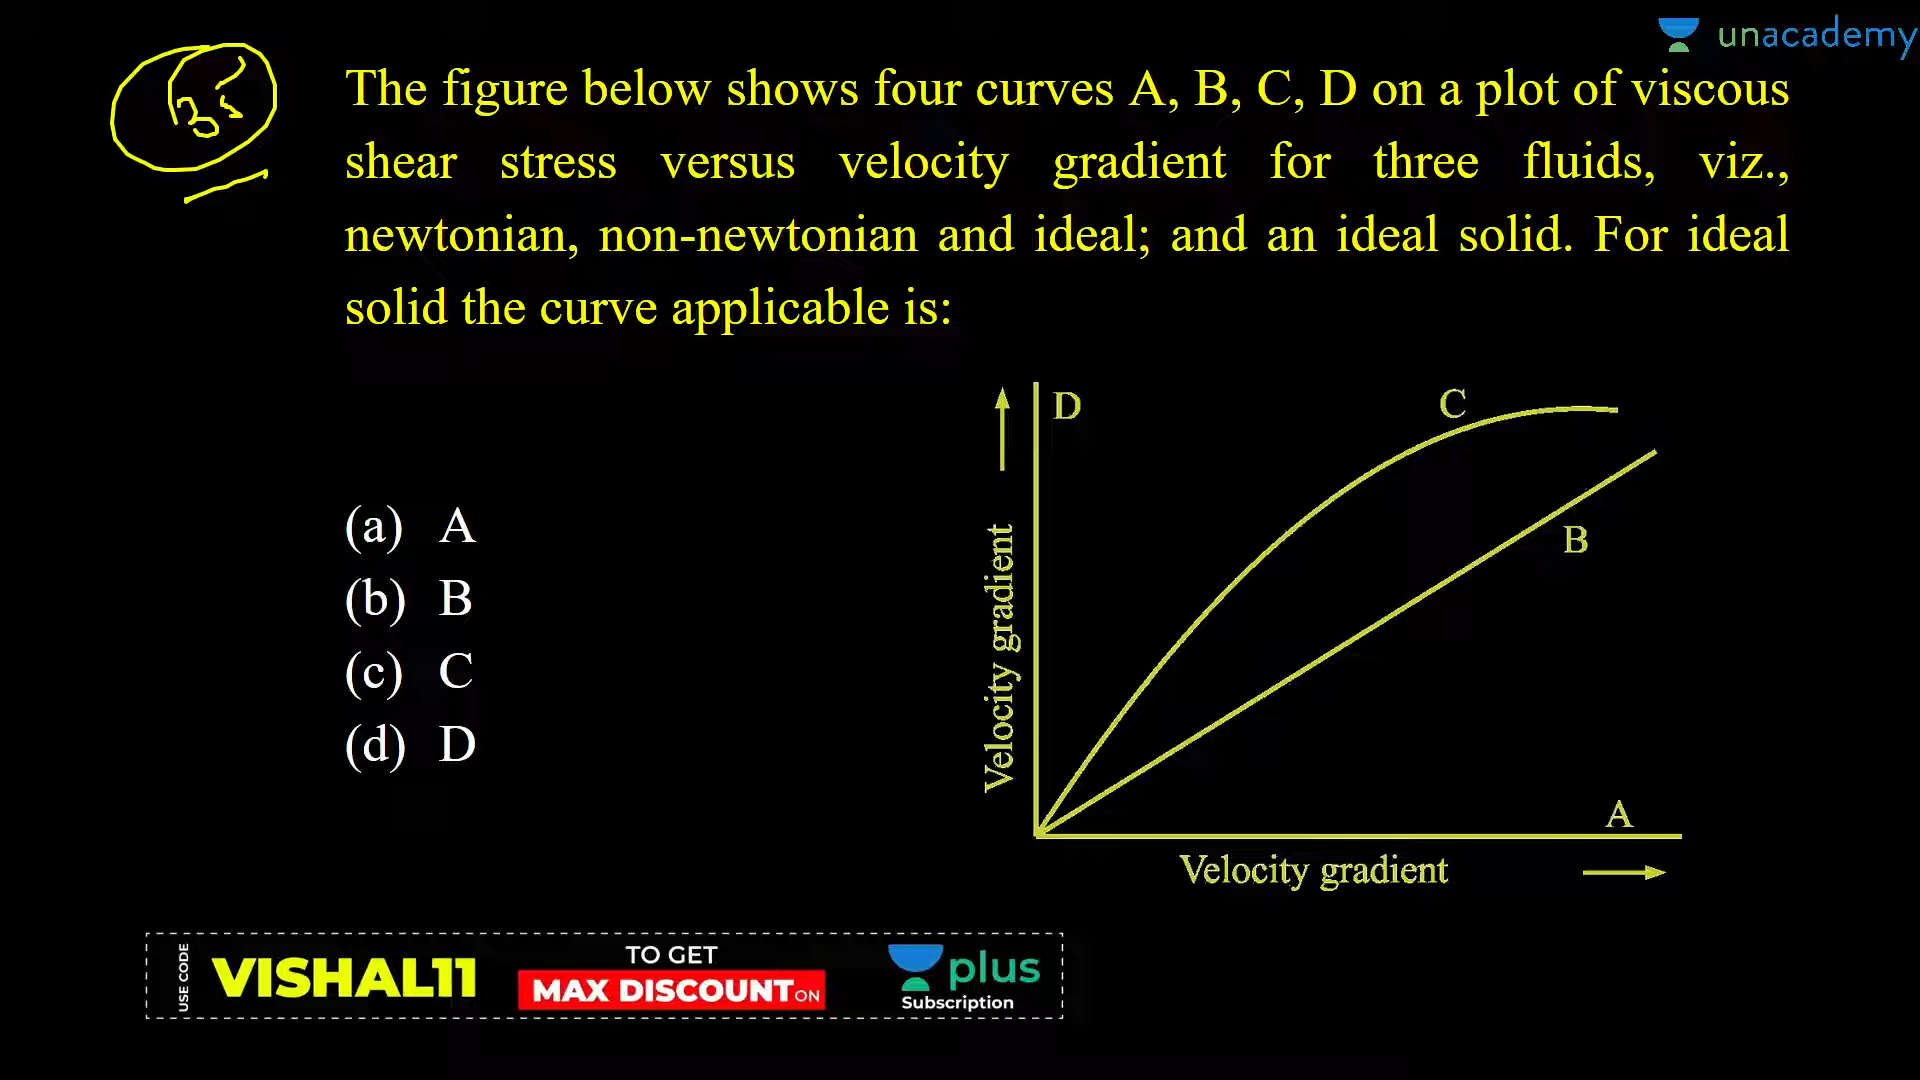 unacademy
35
The figure below shows four curves A, B, C, D on a plot of viscous
shear stress versus velocity gradient for three fluids, viz.,
newtonian, non-newtonian and ideal; and an ideal solid. For ideal
solid the curve applicable is:
(a) A
(b) B
(c) C
(d) D
D
C
B
A
Velocity gradient
Velocity gradient
USE CODE
VISHAL11
TO GET
MAX DISCOUNT ON
plus
Subscription